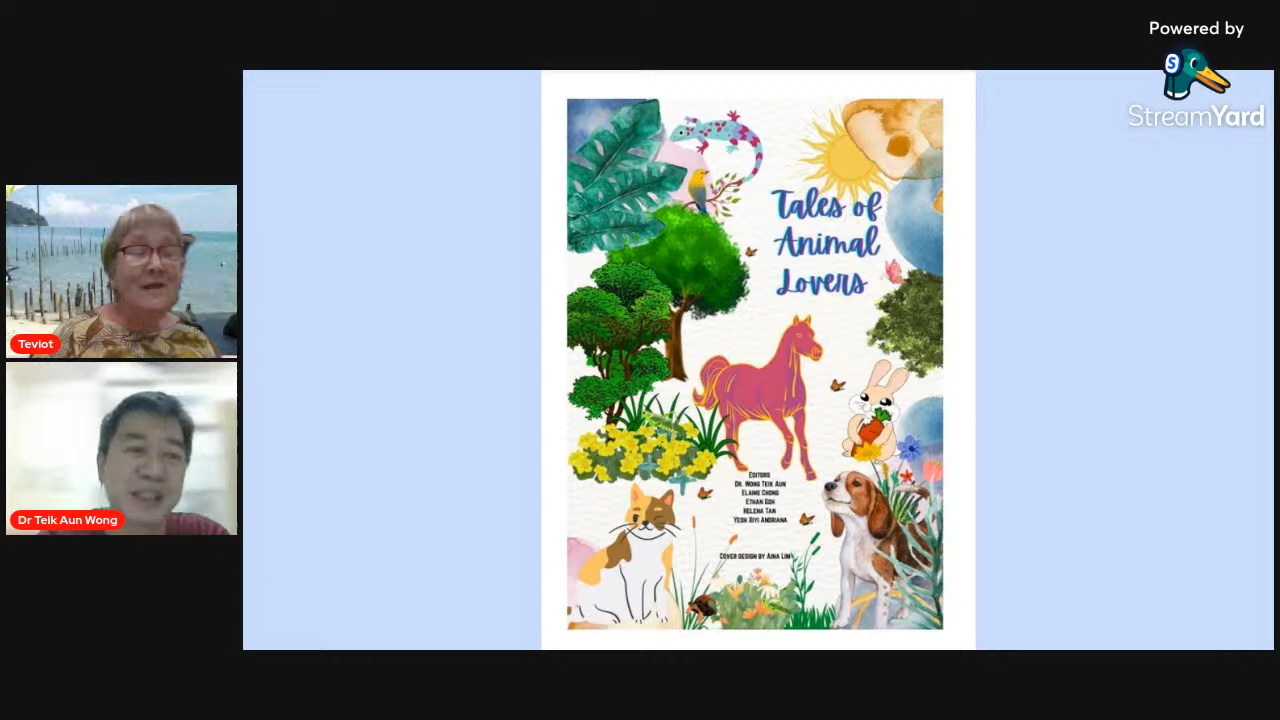 Powered by
StreamYard
Teviot
Dr Teik Aun Wong
Tales of
Animal
Lovers
Editors
Dr. Wong Teik Aun
Elaine Chong
Ethan Goh
Helena Tan
Yeoh Xiyi Andriana
Cover design by Aina Lim